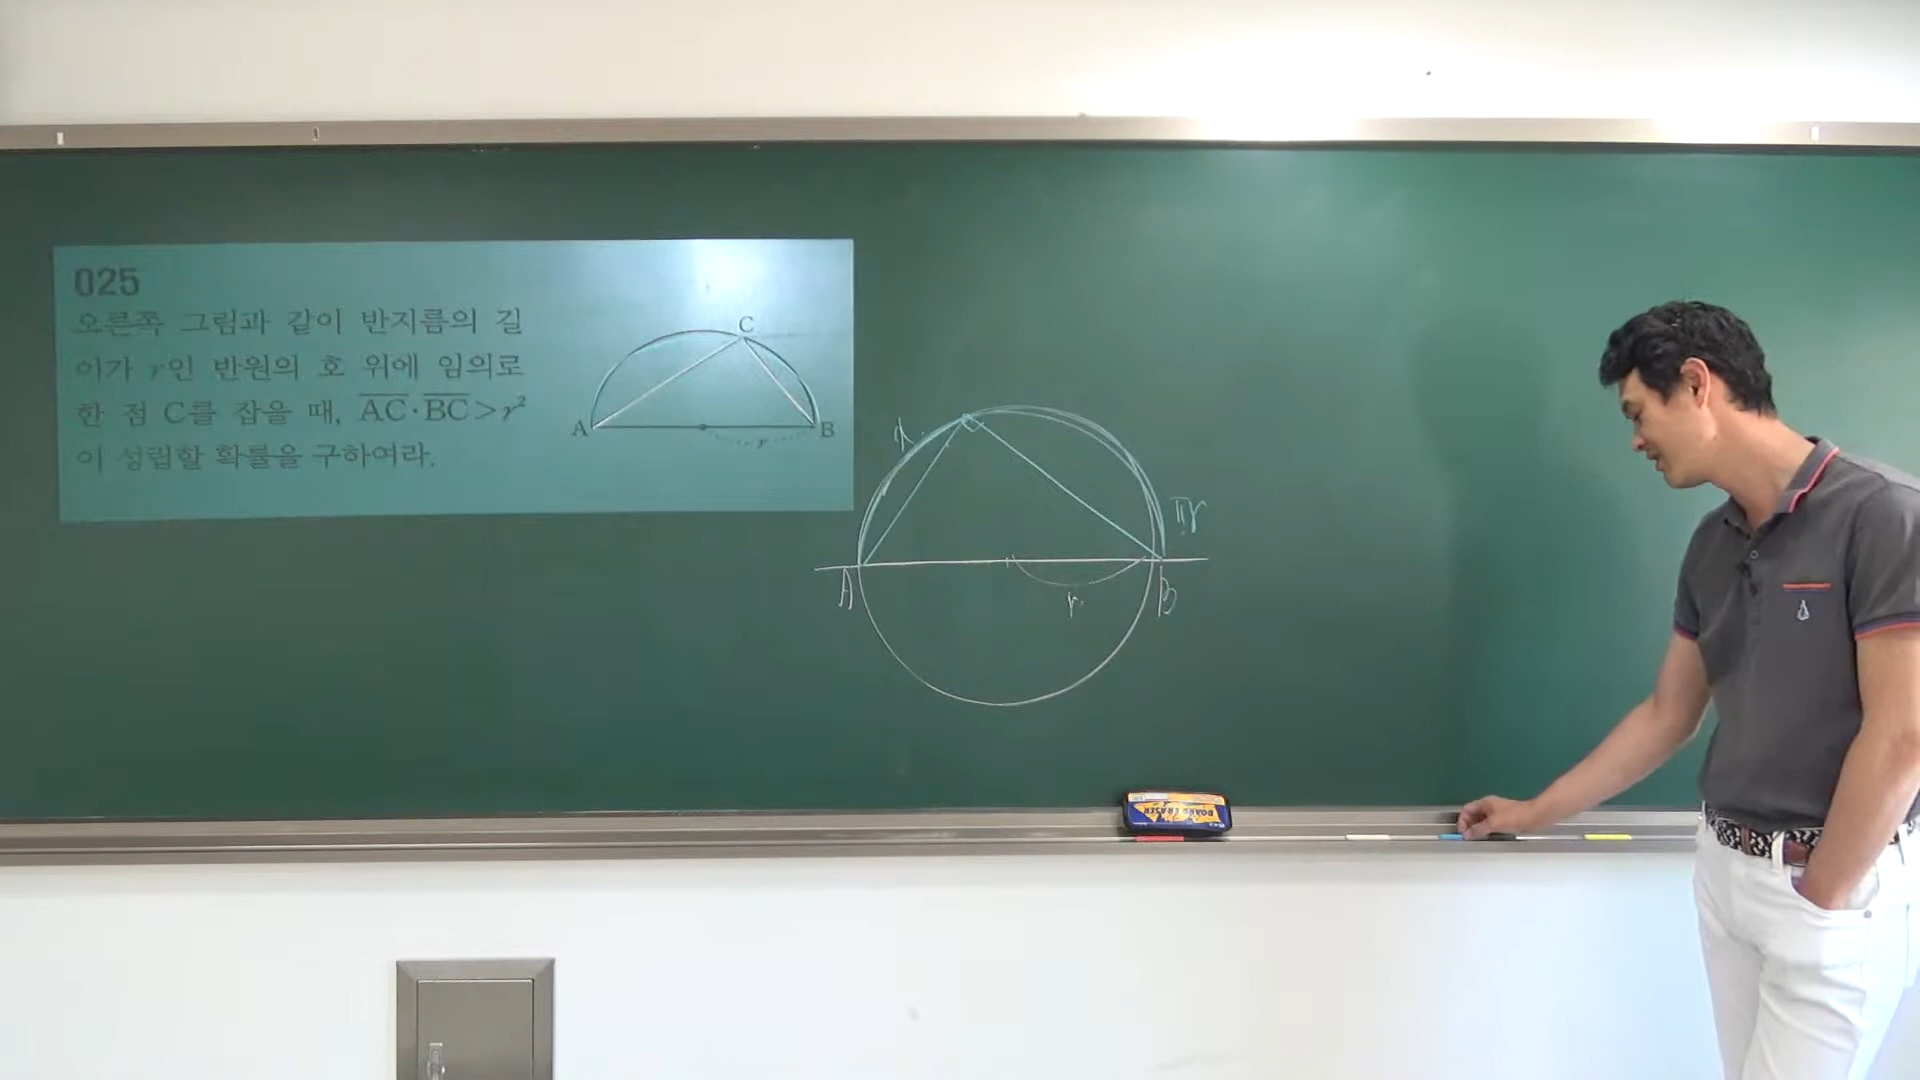 025
오른쪽 그림과 같이 반지름의 길
이가 r인 반원의 호 위에 임의로
한 점 C를 잡을 때, AC·BC>r²
이 성립할 확률을 구하여라.
C
A
B
r
πr
A
r
B
BOARD ERASER